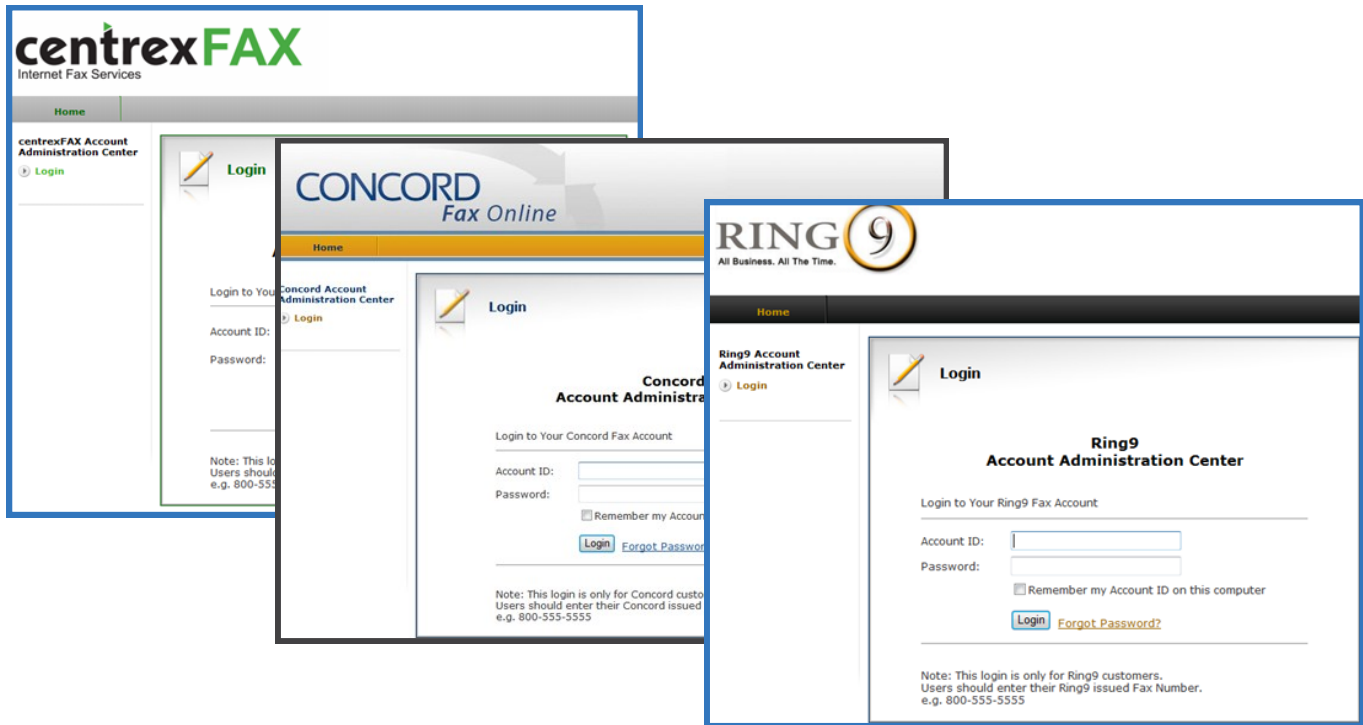 centrexFAX
Internet Fax Services
Home
centrexFAX Account
Administration Center
Login
Login
Login to You
Account ID:
Password:
Note: This lo
Users should
e.g. 800-555
CONCORD
Fax Online
Home
Concord Account
Administration Center
Login
Login
Concord
Account Administra
Login to Your Concord Fax Account
Account ID:
Password:
Remember my Accoun
Login Forgot Passwor
Note: This login is only for Concord custo
Users should enter their Concord issued
e.g. 800-555-5555
RING 9
All Business. All The Time.
Home
Ring9 Account
Administration Center
Login
Login
Ring9
Account Administration Center
Login to Your Ring9 Fax Account
Account ID:
Password:
Remember my Account ID on this computer
Login Forgot Password?
Note: This login is only for Ring9 customers.
Users should enter their Ring9 issued Fax Number.
e.g. 800-555-5555